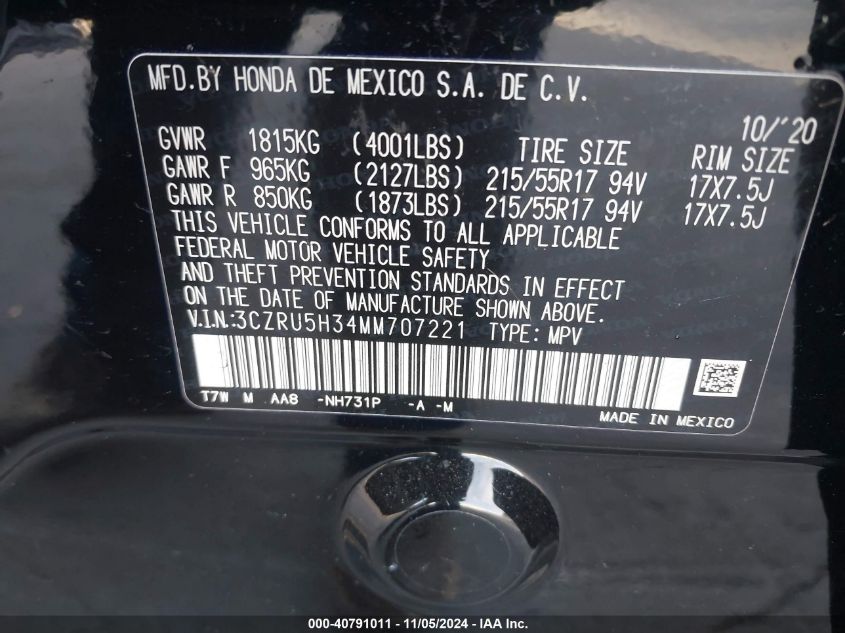 MFD.BY HONDA DE MEXICO S.A. DE C.V.
10/'20
GVWR 1815KG (4001LBS) TIRE SIZE RIM SIZE
GAWR F 965KG (2127LBS) 215/55R17 94V 17X7.5J
GAWR R 850KG (1873LBS) 215/55R17 94V 17X7.5J
THIS VEHICLE CONFORMS TO ALL APPLICABLE
FEDERAL MOTOR VEHICLE SAFETY
AND THEFT PREVENTION STANDARDS IN EFFECT
ON THE DATE OF MANUFACTURE SHOWN ABOVE.
V.I.N.:3CZRU5H34MM707221 TYPE: MPV
T7W M AA8 -NH731P -A -M
MADE IN MEXICO
000-40791011 - 11/05/2024 - IAA Inc.